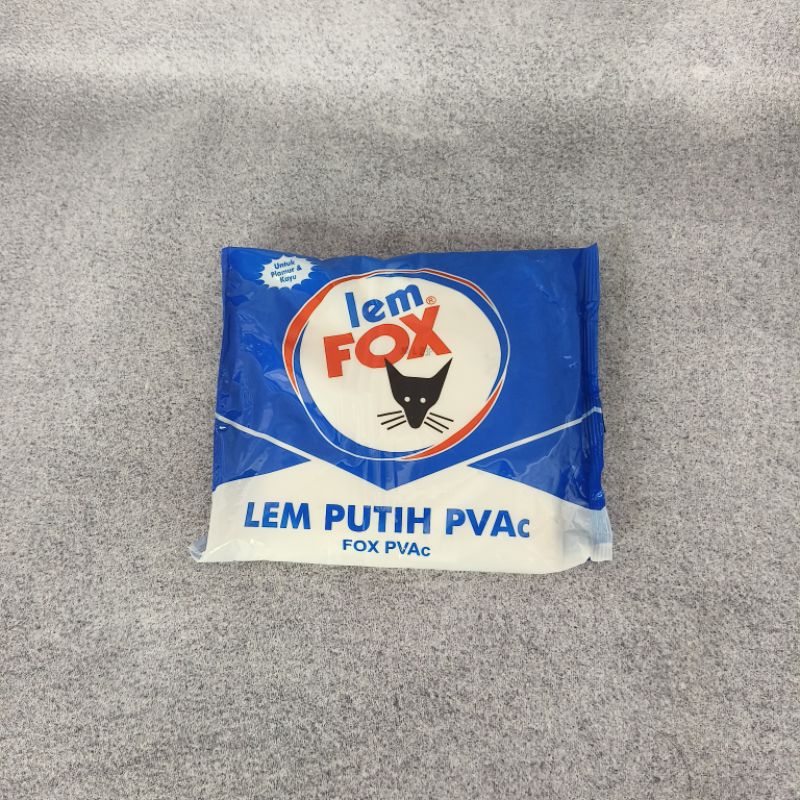 Untuk
Plamur &
Kayu
lem®
FOX
LEM PUTIH PVAc
FOX PVAc